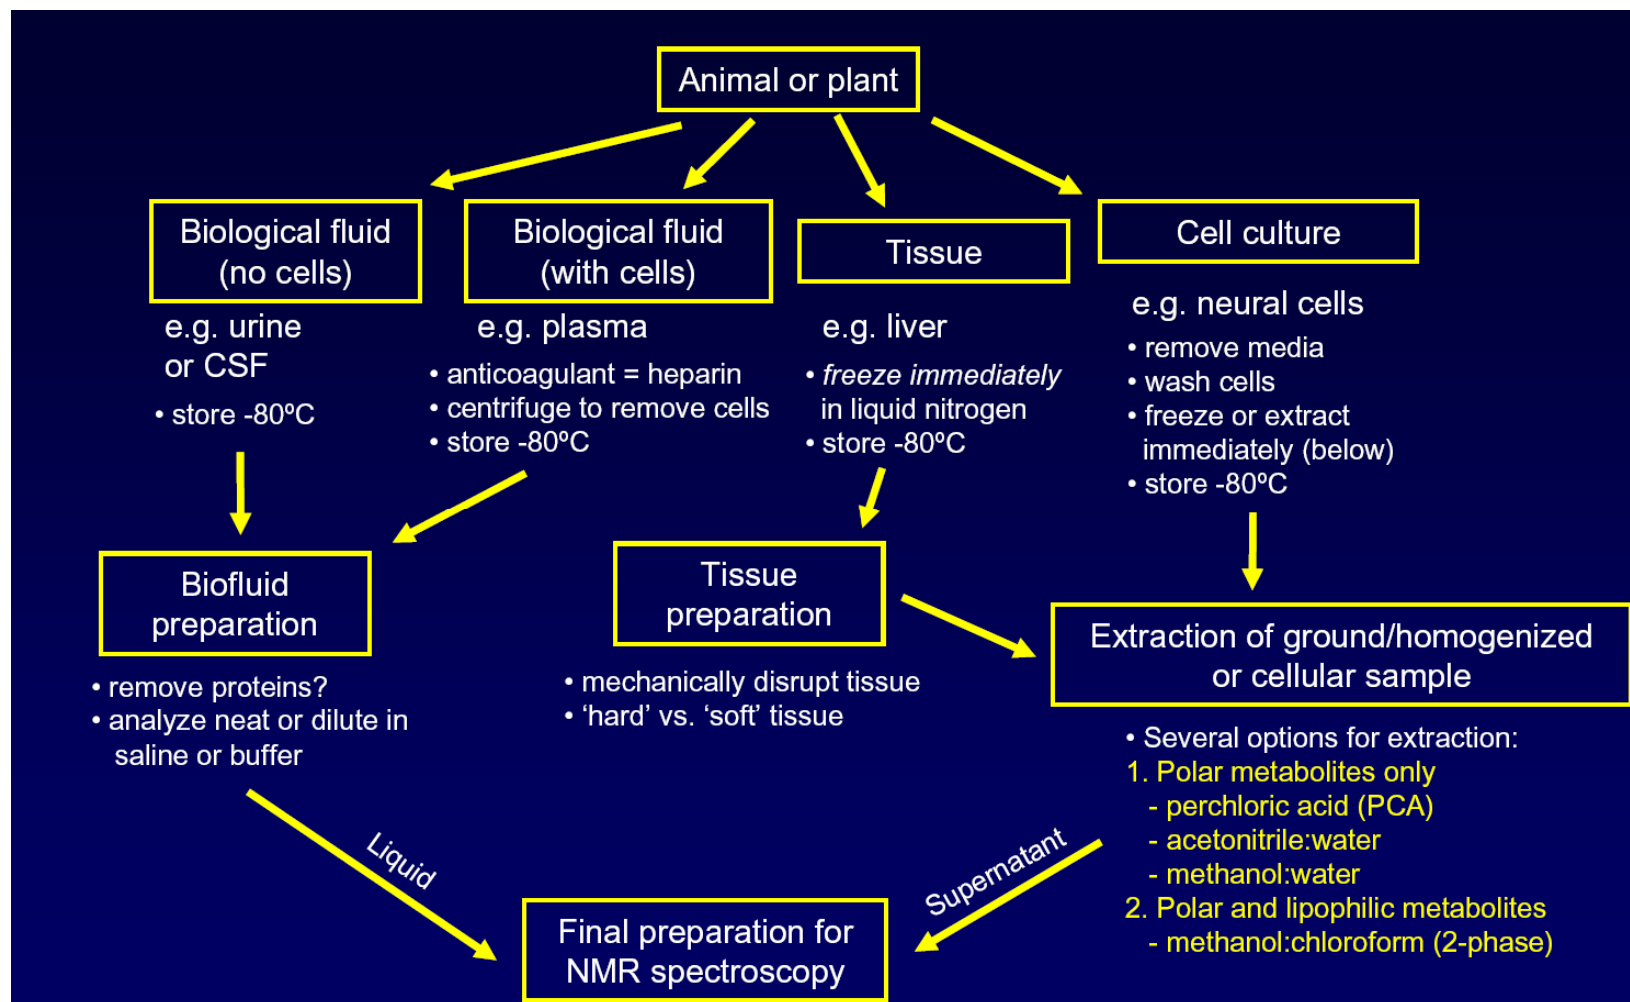 Animal or plant
Biological fluid
(no cells)
e.g. urine
or CSF
• store -80ºC
Biological fluid
(with cells)
e.g. plasma
• anticoagulant = heparin
• centrifuge to remove cells
• store -80ºC
Tissue
e.g. liver
• freeze immediately
in liquid nitrogen
• store -80ºC
Cell culture
e.g. neural cells
• remove media
• wash cells
• freeze or extract
immediately (below)
• store -80ºC
Biofluid
preparation
• remove proteins?
• analyze neat or dilute in
saline or buffer
Tissue
preparation
• mechanically disrupt tissue
• ‘hard’ vs. ‘soft’ tissue
Extraction of ground/homogenized
or cellular sample
• Several options for extraction:
1. Polar metabolites only
- perchloric acid (PCA)
- acetonitrile:water
- methanol:water
2. Polar and lipophilic metabolites
- methanol:chloroform (2-phase)
Liquid
Supernatant
Final preparation for
NMR spectroscopy